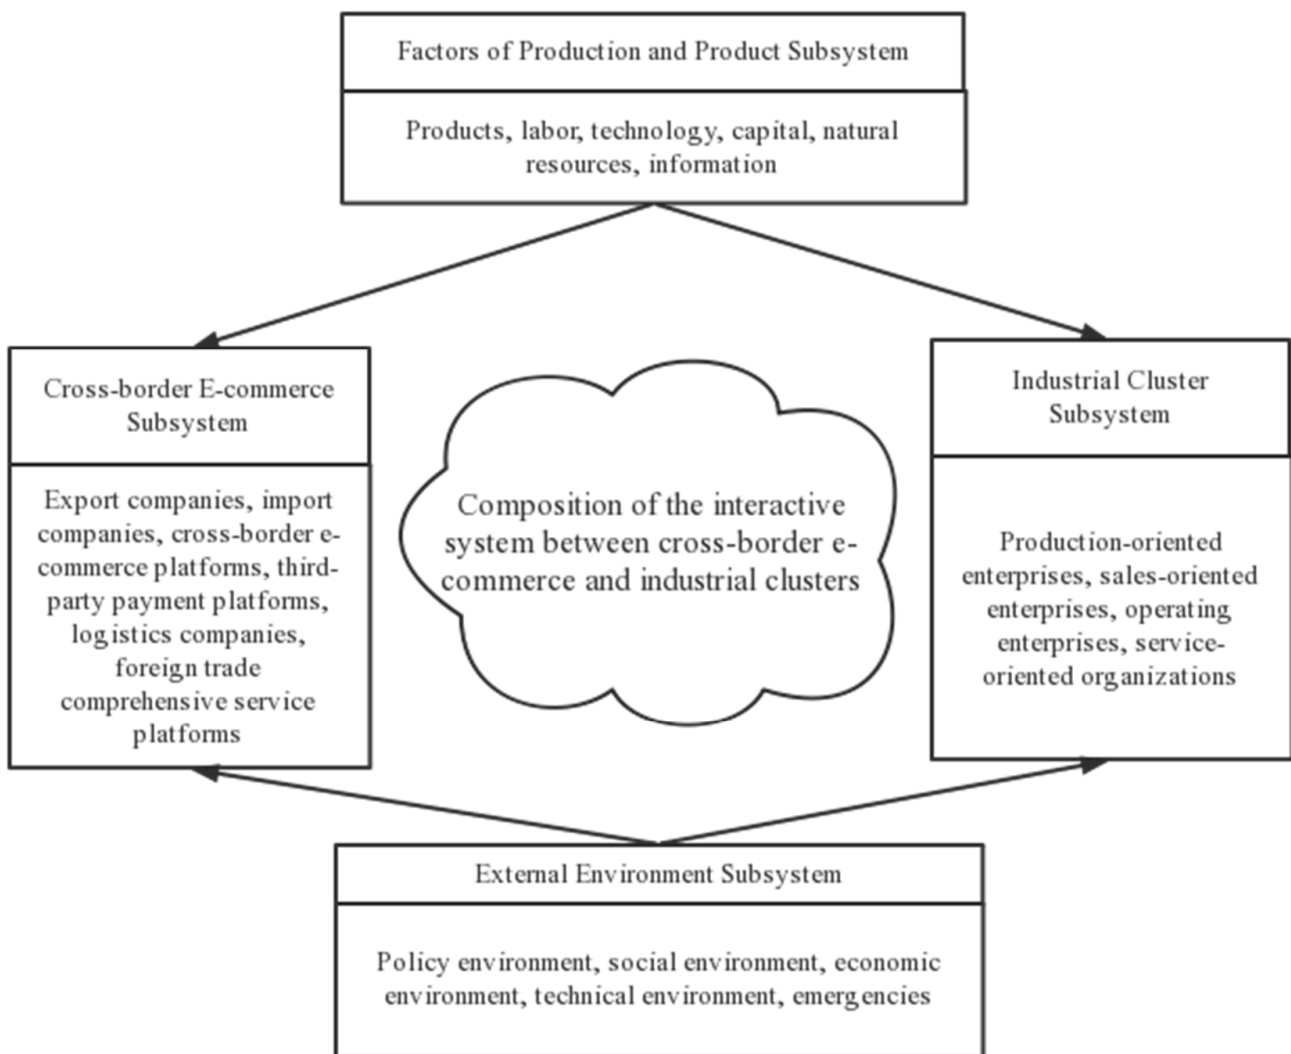 Factors of Production and Product Subsystem
Products, labor, technology, capital, natural
resources, information
Cross-border E-commerce
Subsystem
Export companies, import
companies, cross-border e-
commerce platforms, third-
party payment platforms,
logistics companies,
foreign trade
comprehensive service
platforms
Composition of the interactive
system between cross-border e-
commerce and industrial clusters
Industrial Cluster
Subsystem
Production-oriented
enterprises, sales-oriented
enterprises, operating
enterprises, service-
oriented organizations
External Environment Subsystem
Policy environment, social environment, economic
environment, technical environment, emergencies